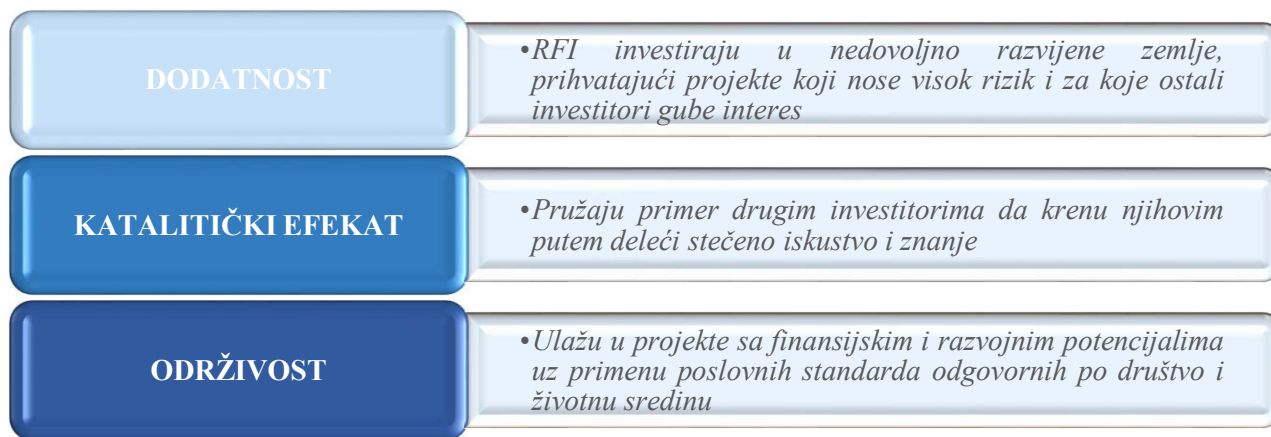 DODATNOST
•RFI investiraju u nedovoljno razvijene zemlje,
prihvatajući projekte koji nose visok rizik i za koje ostali
investitori gube interes
KATALITIČKI EFEKAT
•Pružaju primer drugim investitorima da krenu njihovim
putem deleći stečeno iskustvo i znanje
ODRŽIVOST
•Ulažu u projekte sa finansijskim i razvojnim potencijalima
uz primenu poslovnih standarda odgovornih po društvo i
životnu sredinu